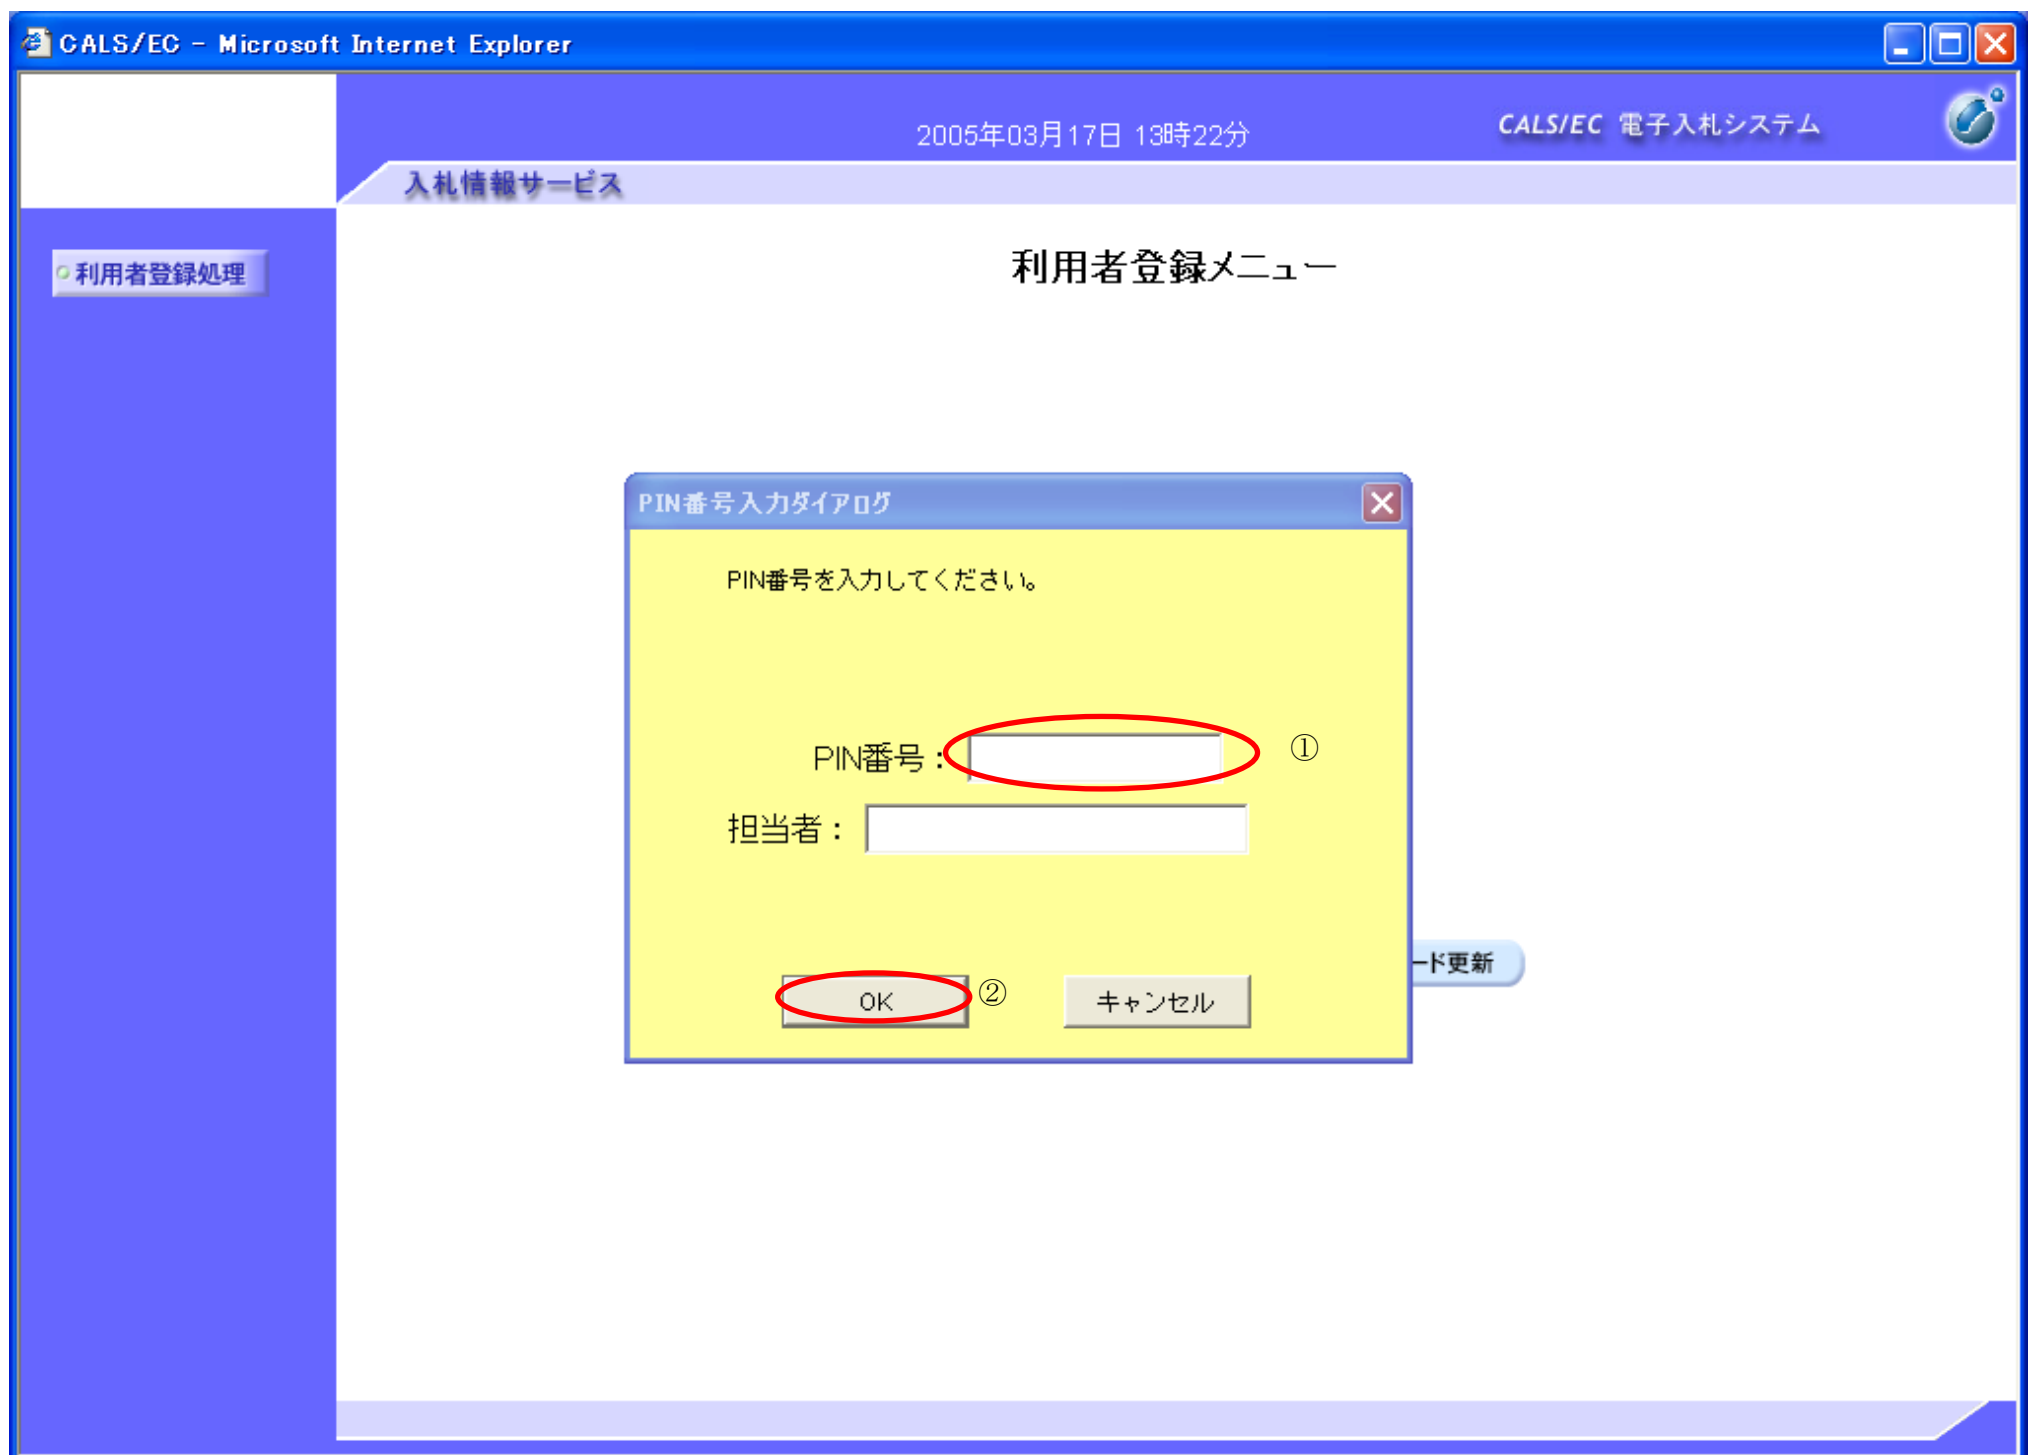 CALS/EC - Microsoft Internet Explorer
2005年03月17日 13時22分
CALS/EC 電子入札システム
入札情報サービス
利用者登録処理
利用者登録メニュー
PIN番号入力ダイアログ
PIN番号を入力してください。
PIN番号： ①
担当者：
OK ② キャンセル
ード更新